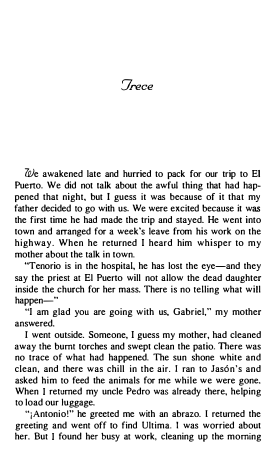 Trece
We awakened late and hurried to pack for our trip to El
Puerto. We did not talk about the awful thing that had hap-
pened that night, but I guess it was because of it that my
father decided to go with us. We were excited because it was
the first time he had made the trip and stayed. He went into
town and arranged for a week's leave from his work on the
highway. When he returned I heard him whisper to my
mother about the talk in town.
"Tenorio is in the hospital, he has lost the eye—and they
say the priest at El Puerto will not allow the dead daughter
inside the church for her mass. There is no telling what will
happen—"
"I am glad you are going with us, Gabriel," my mother
answered.
I went outside. Someone, I guess my mother, had cleaned
away the burnt torches and swept clean the patio. There was
no trace of what had happened. The sun shone white and
clean, and there was chill in the air. I ran to Jasón's and
asked him to feed the animals for me while we were gone.
When I returned my uncle Pedro was already there, helping
to load our luggage.
"¡Antonio!" he greeted me with an abrazo. I returned the
greeting and went off to find Ultima. I was worried about
her. But I found her busy at work, cleaning up the morning